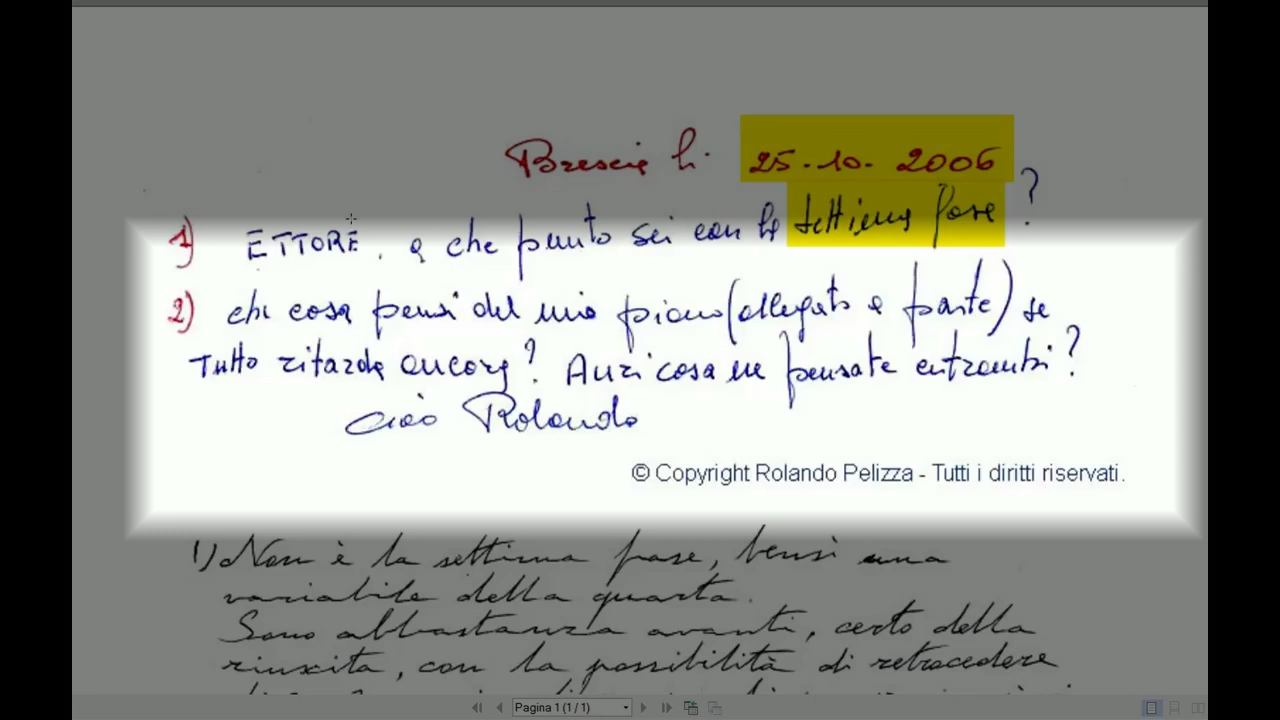 Brescia li. 25.10.2006
1) ETTORE, a che punto sei con la settima fase?
2) chi cosa pensi del mio piano (allegato a parte) se
Tutto ritarda ancora? Anzi cosa ne pensate entrambi?
Ciao Rolando
© Copyright Rolando Pelizza - Tutti i diritti riservati.
1) Non è la settima fase, bensì una
variabile della quarta.
Sono abbastanza avanti, certo della
riuscita, con la possibilità di retrocedere
Pagina 1 (1 / 1)